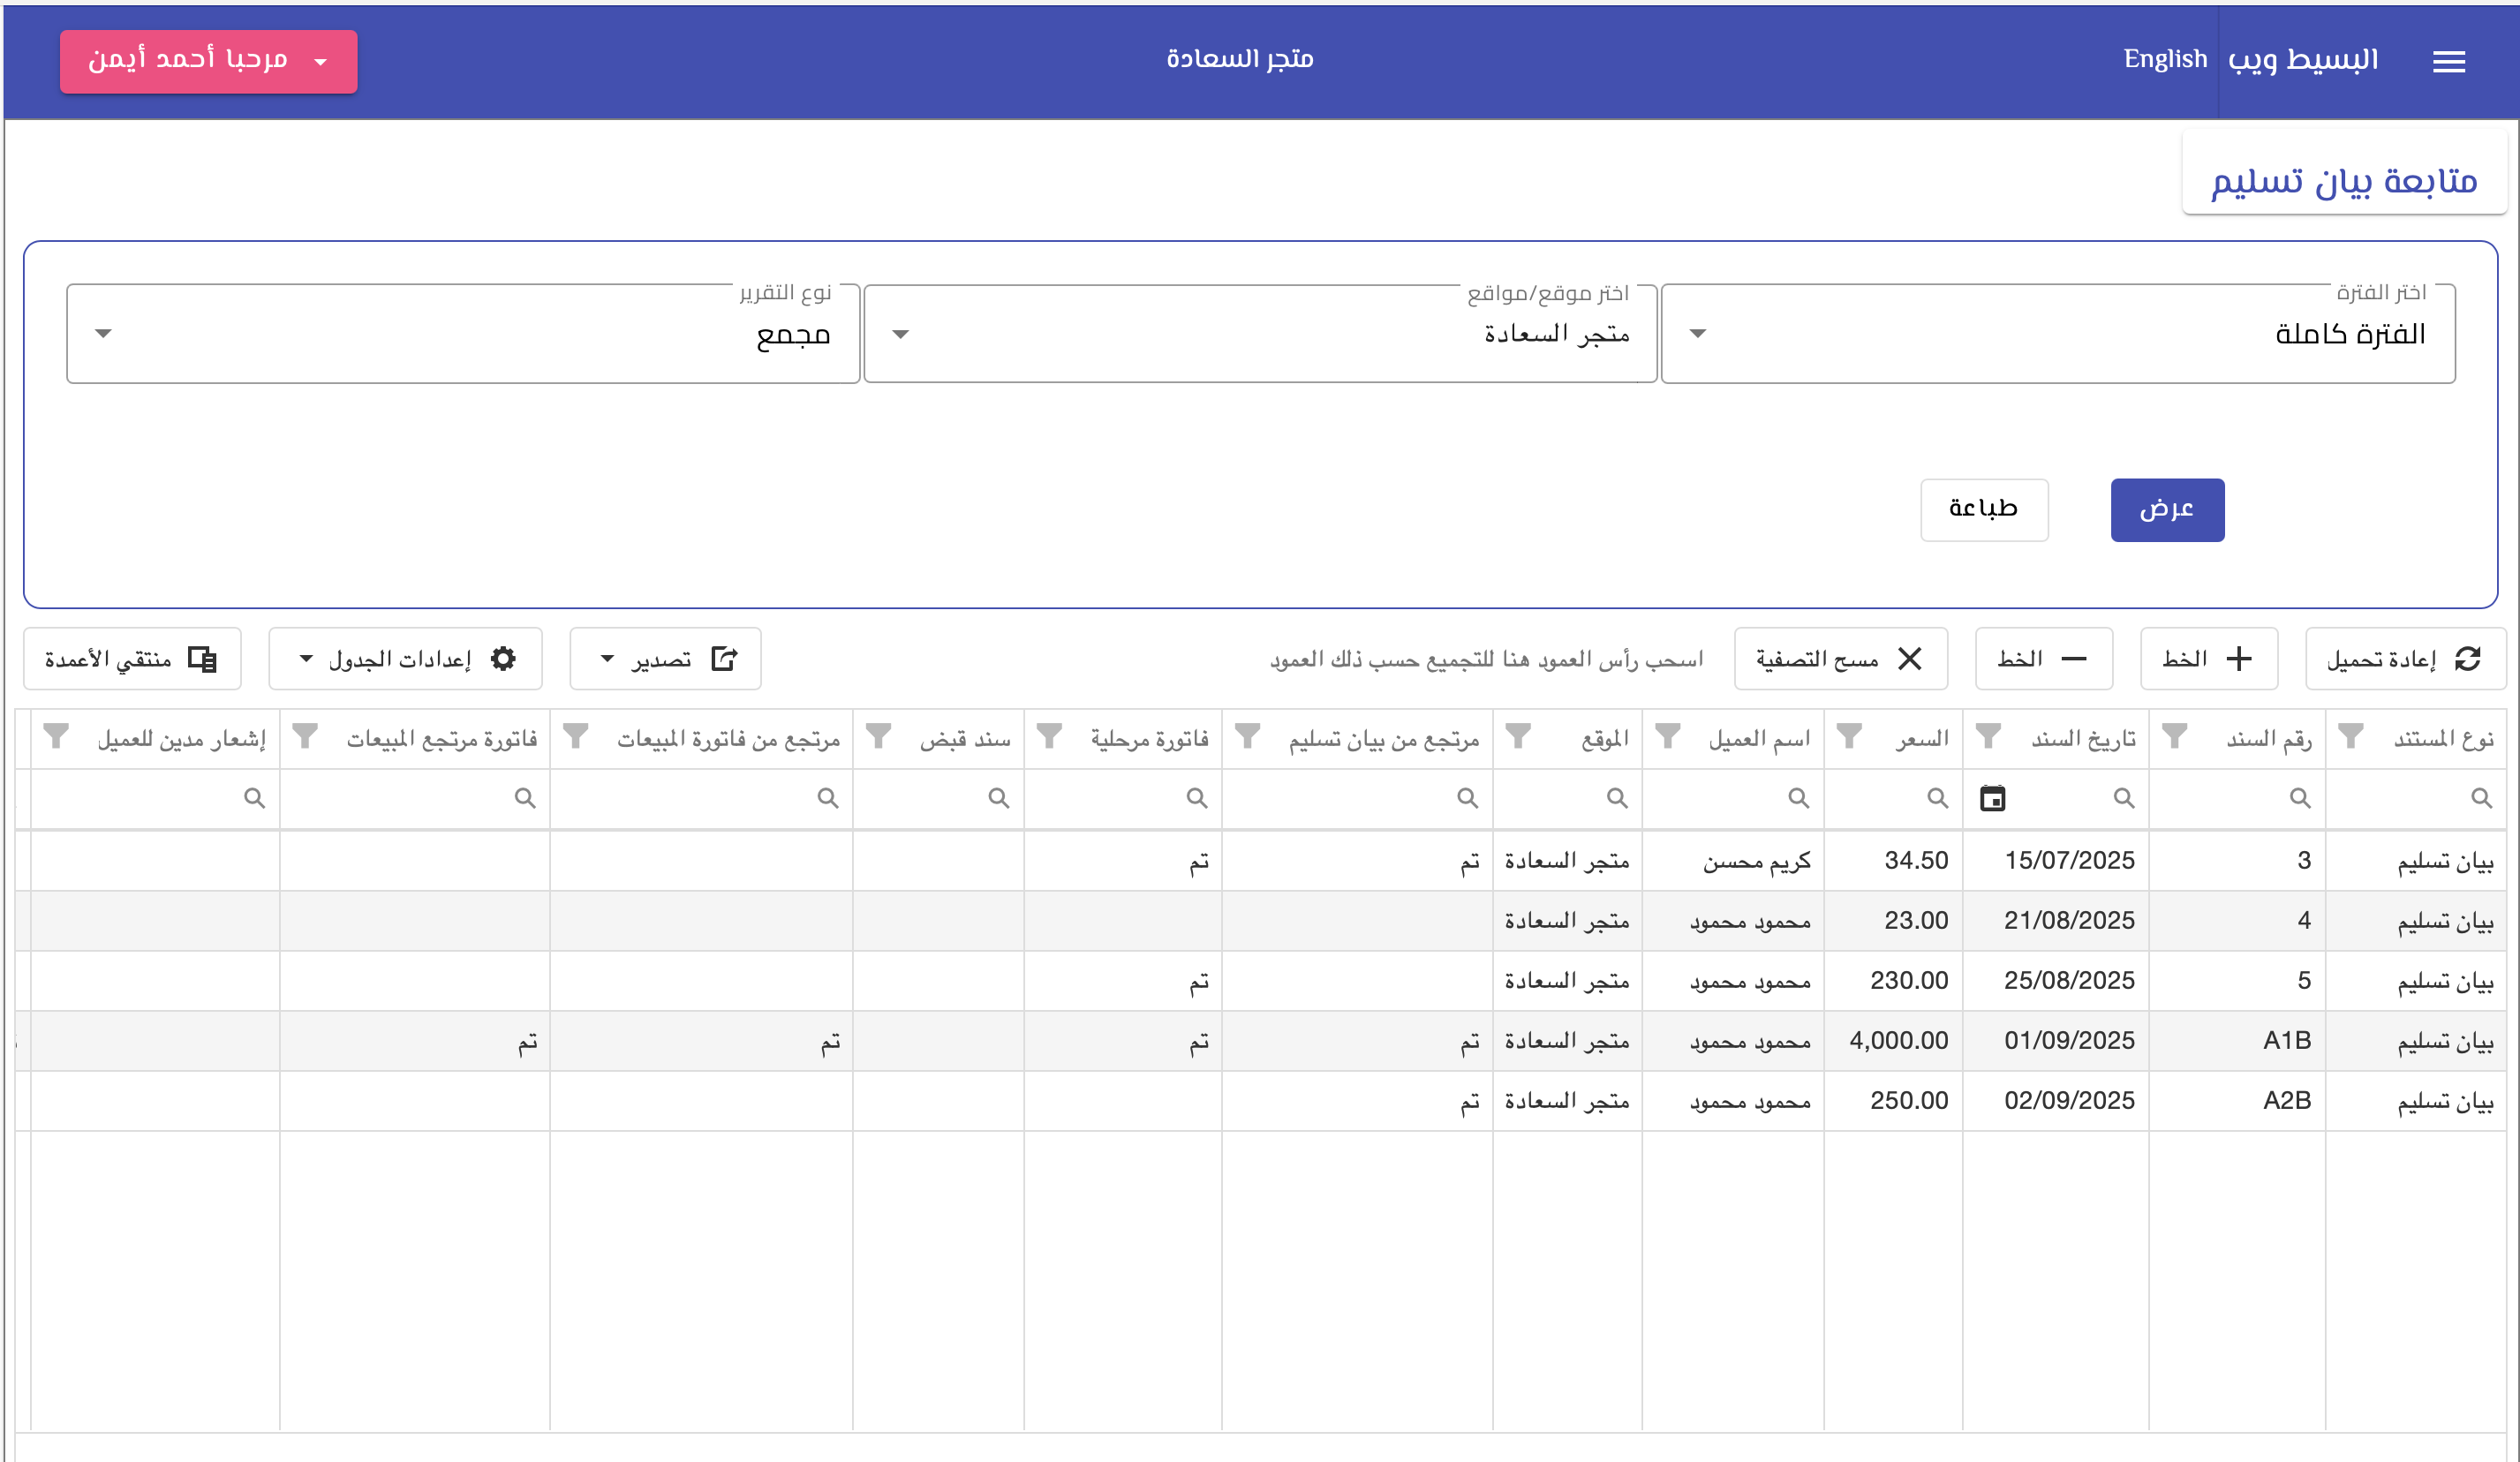 البسيط ويب English متجر السعادة مرحبا أحمد أيمن
متابعة بيان تسليم
اختر الفترة اختر موقع/مواقع نوع التقرير
الفترة كاملة متجر السعادة مجمع
عرض طباعة
إعادة تحميل الخط الخط مسح التصفية اسحب رأس العمود هنا للتجميع حسب ذلك العمود تصدير إعدادات الجدول منتقي الأعمدة
نوع المستند رقم السند تاريخ السند السعر اسم العميل الموقع مرتجع من بيان تسليم فاتورة مرحلية سند قبض مرتجع من فاتورة المبيعات فاتورة مرتجع المبيعات إشعار مدين للعميل
بيان تسليم 3 15/07/2025 34.50 كريم محسن متجر السعادة تم تم
بيان تسليم 4 21/08/2025 23.00 محمود محمود متجر السعادة
بيان تسليم 5 25/08/2025 230.00 محمود محمود متجر السعادة تم
بيان تسليم A1B 01/09/2025 4,000.00 محمود محمود متجر السعادة تم تم تم تم
بيان تسليم A2B 02/09/2025 250.00 محمود محمود متجر السعادة تم